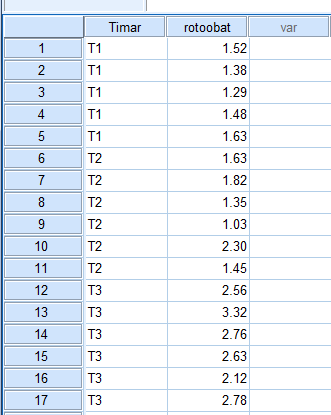 Timar rotoobat var
1 T1 1.52
2 T1 1.38
3 T1 1.29
4 T1 1.48
5 T1 1.63
6 T2 1.63
7 T2 1.82
8 T2 1.35
9 T2 1.03
10 T2 2.30
11 T2 1.45
12 T3 2.56
13 T3 3.32
14 T3 2.76
15 T3 2.63
16 T3 2.12
17 T3 2.78